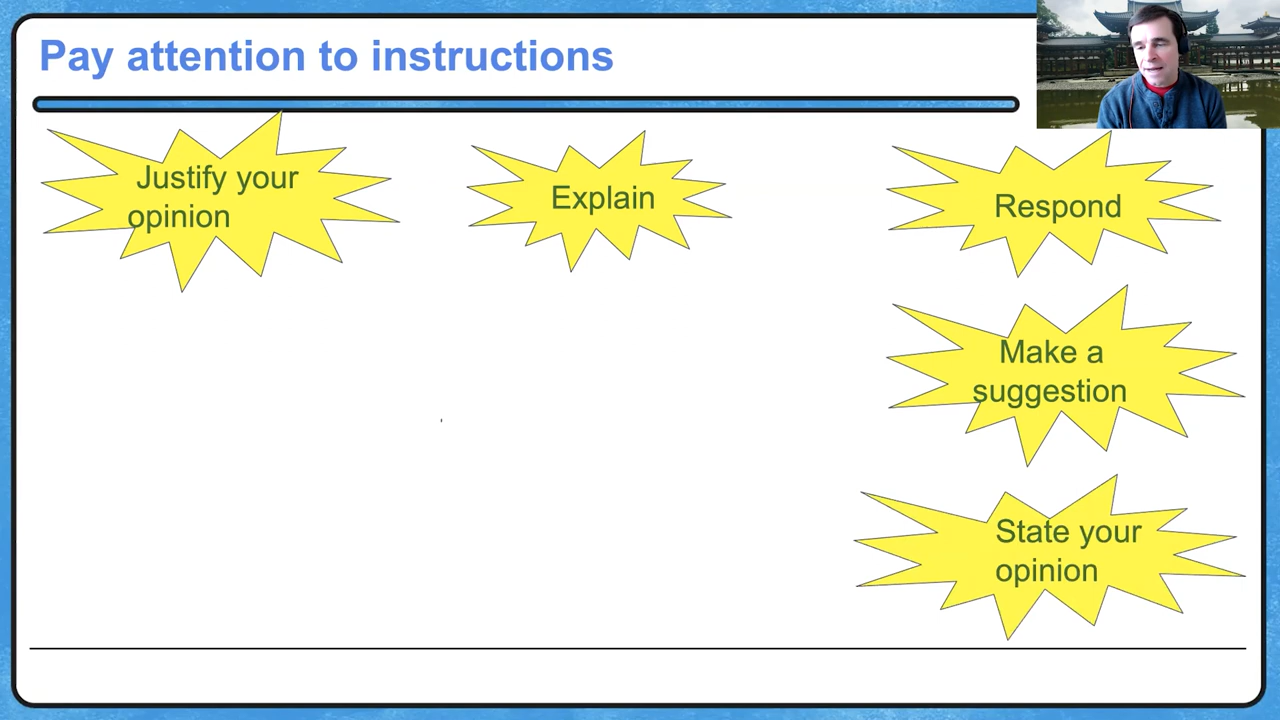 Pay attention to instructions
Justify your
opinion
Explain
Respond
Make a
suggestion
State your
opinion